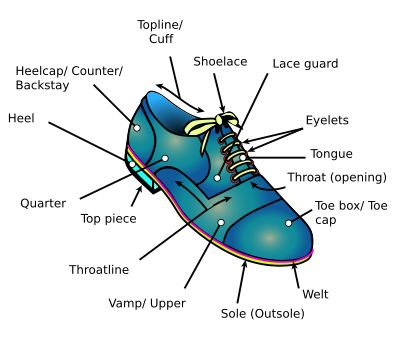 Topline/
Cuff
Shoelace
Lace guard
Heelcap/ Counter/
Backstay
Heel
Eyelets
Tongue
Throat (opening)
Quarter
Top piece
Toe box/ Toe
cap
Throatline
Vamp/ Upper
Welt
Sole (Outsole)